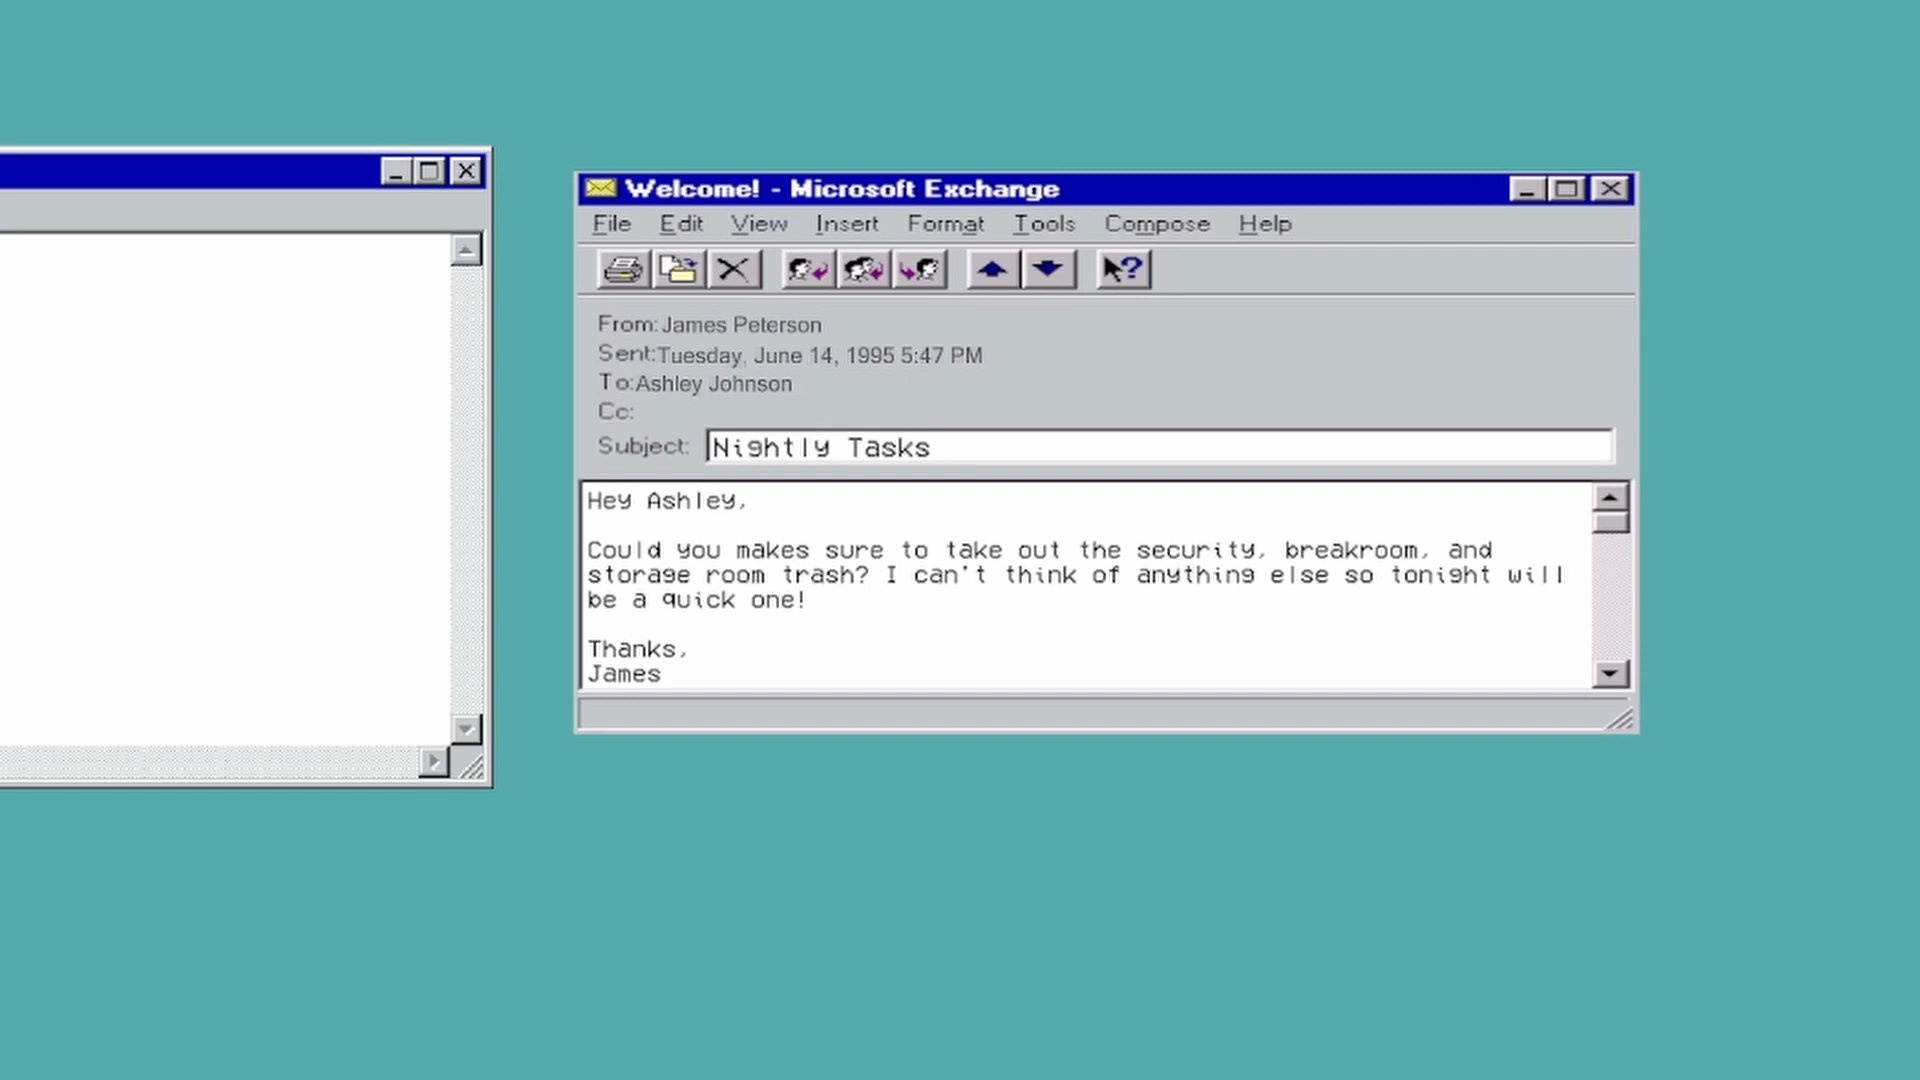 Welcome! - Microsoft Exchange
File Edit View Insert Format Tools Compose Help
From: James Peterson
Sent: Tuesday, June 14, 1995 5:47 PM
To: Ashley Johnson
Cc:
Subject: Nightly Tasks
Hey Ashley,
Could you makes sure to take out the security, breakroom, and
storage room trash? I can't think of anything else so tonight will
be a quick one!
Thanks,
James